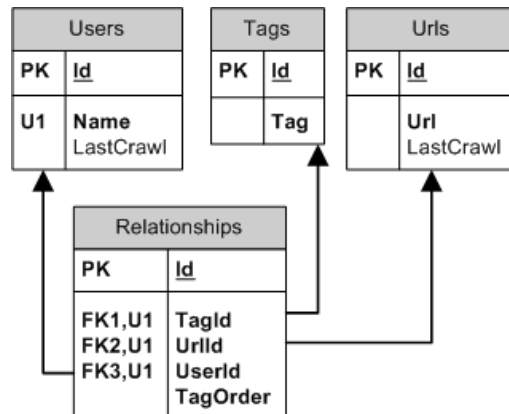 Users
PK Id
U1 Name
LastCrawl
Tags
PK Id
Tag
Urls
PK Id
Url
LastCrawl
Relationships
PK Id
FK1,U1 TagId
FK2,U1 UrlId
FK3,U1 UserId
TagOrder